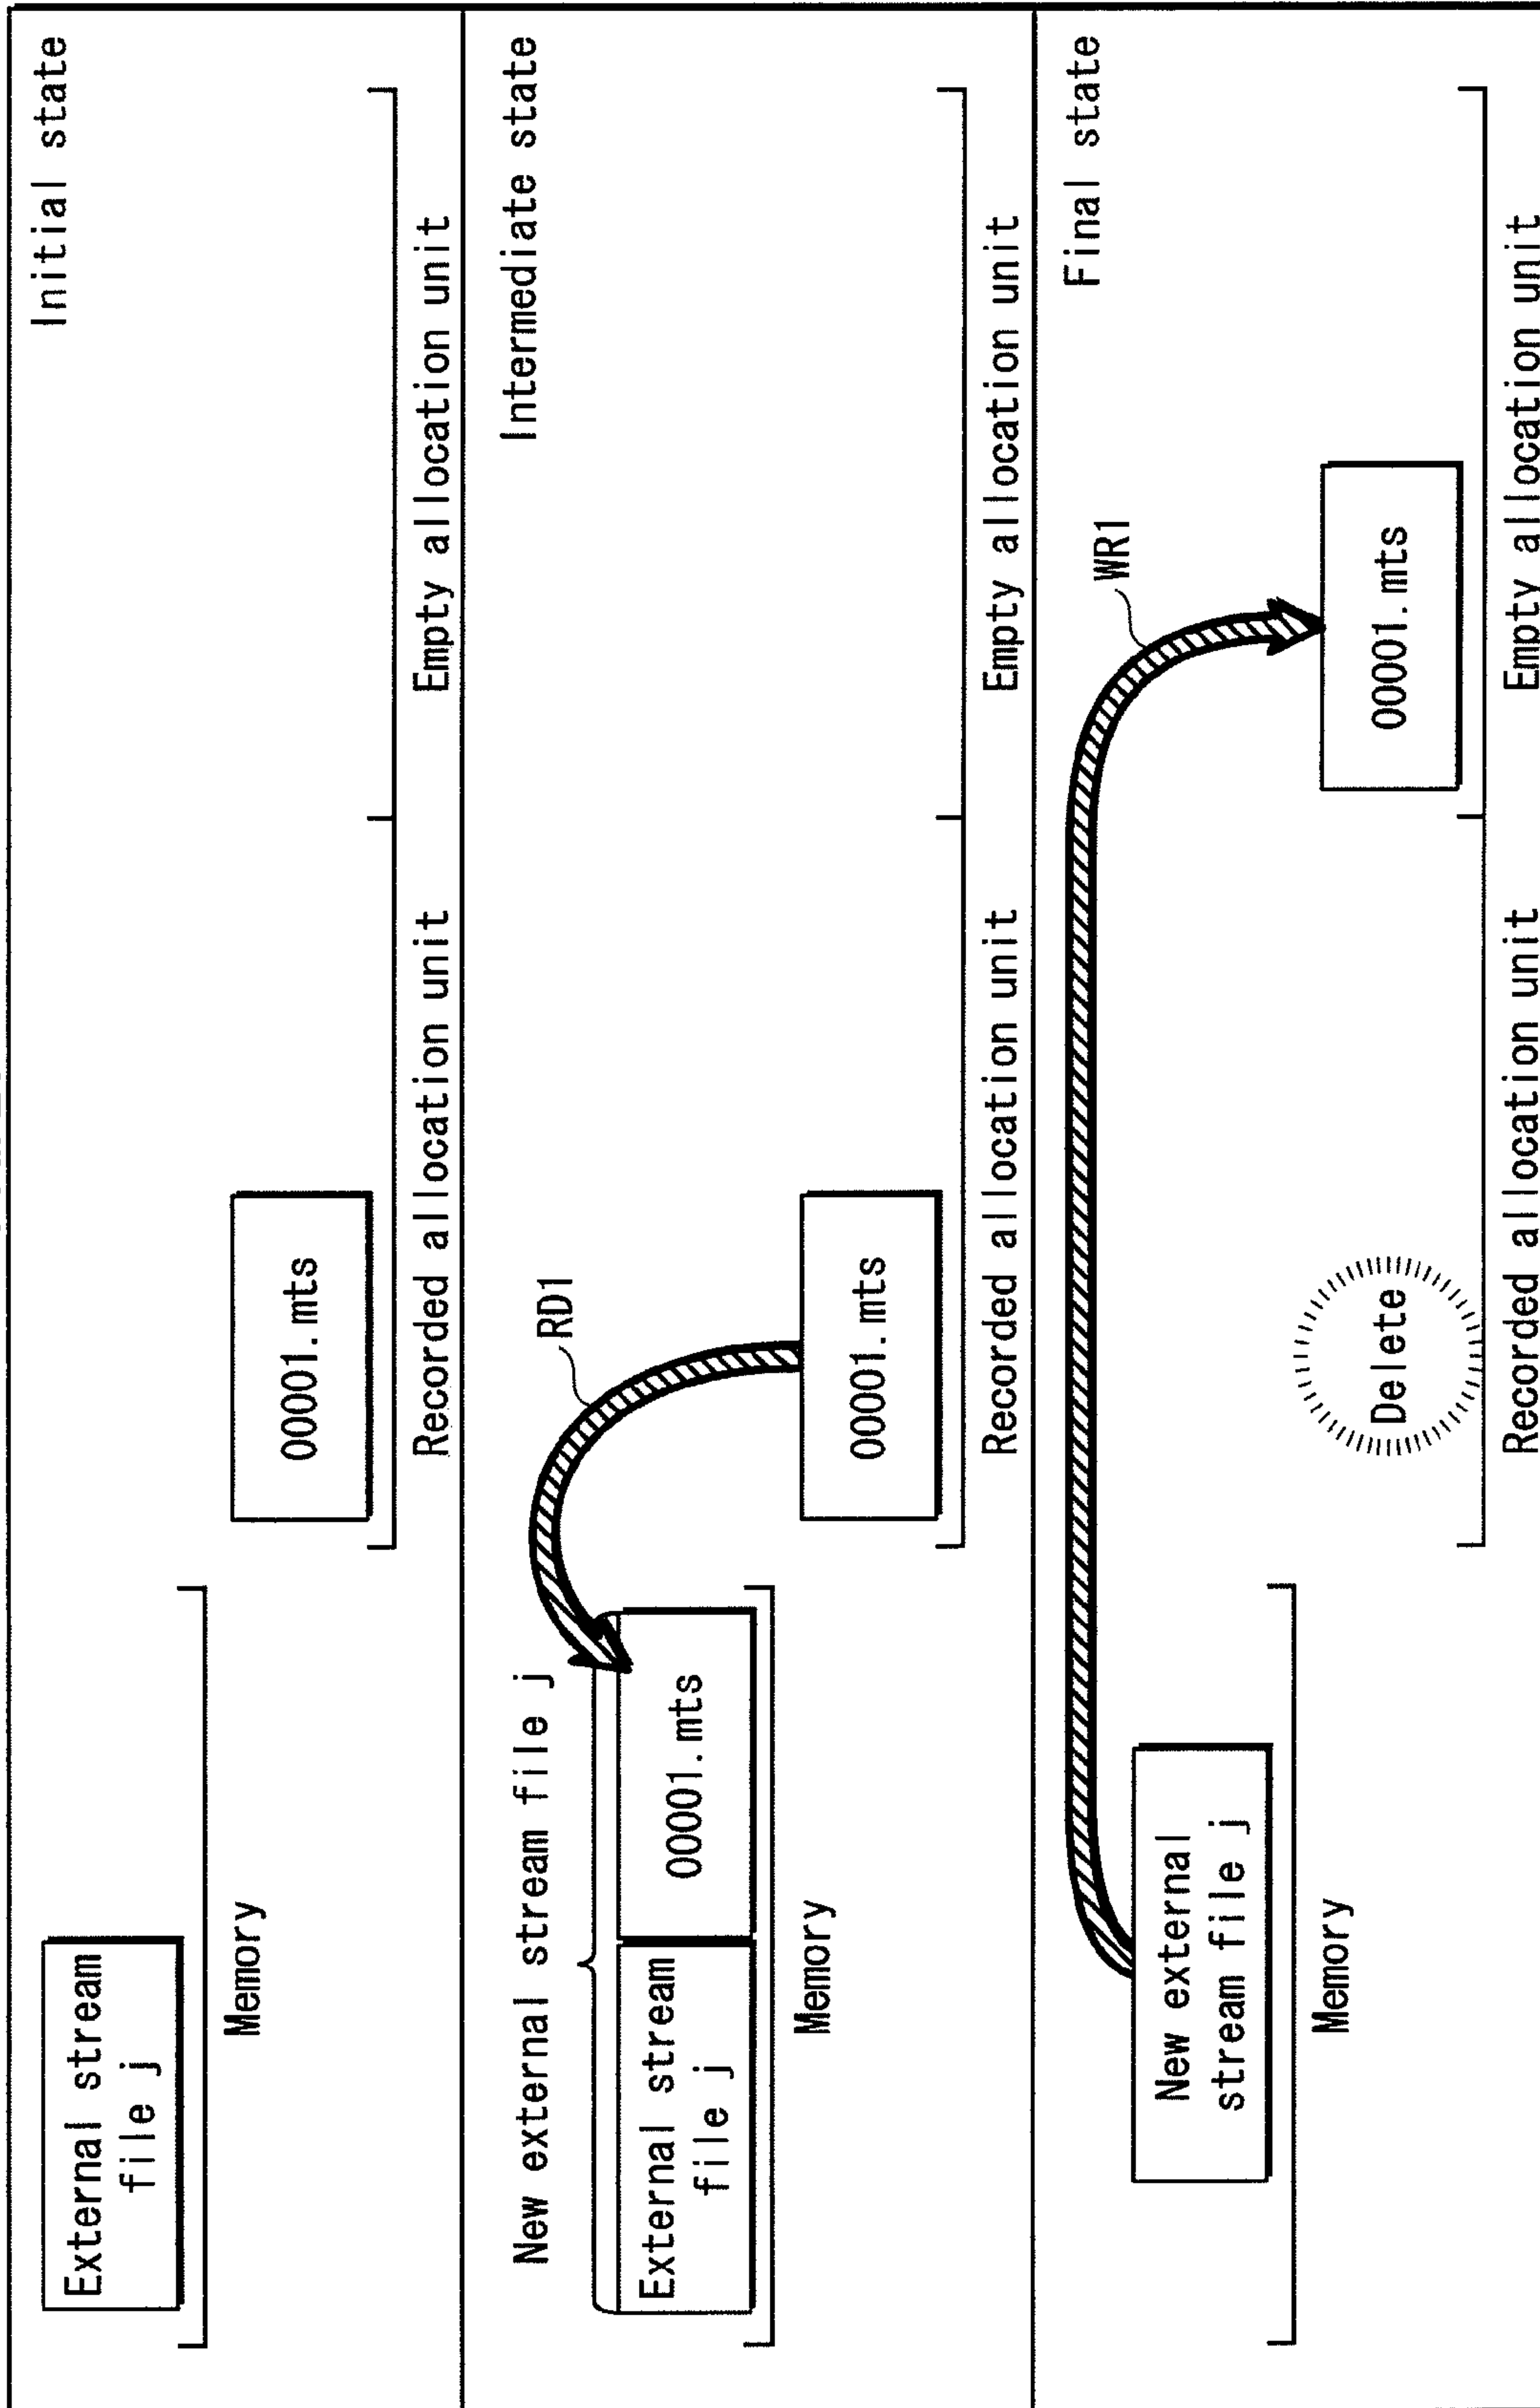 Initial state
External stream
file j
00001.mts
Memory
Recorded allocation unit
Empty allocation unit
Intermediate state
New external stream file j
RD1
External stream
file j
00001.mts
00001.mts
Memory
Recorded allocation unit
Empty allocation unit
Final state
WR1
New external
stream file j
Delete
00001.mts
Memory
Recorded allocation unit
Empty allocation unit